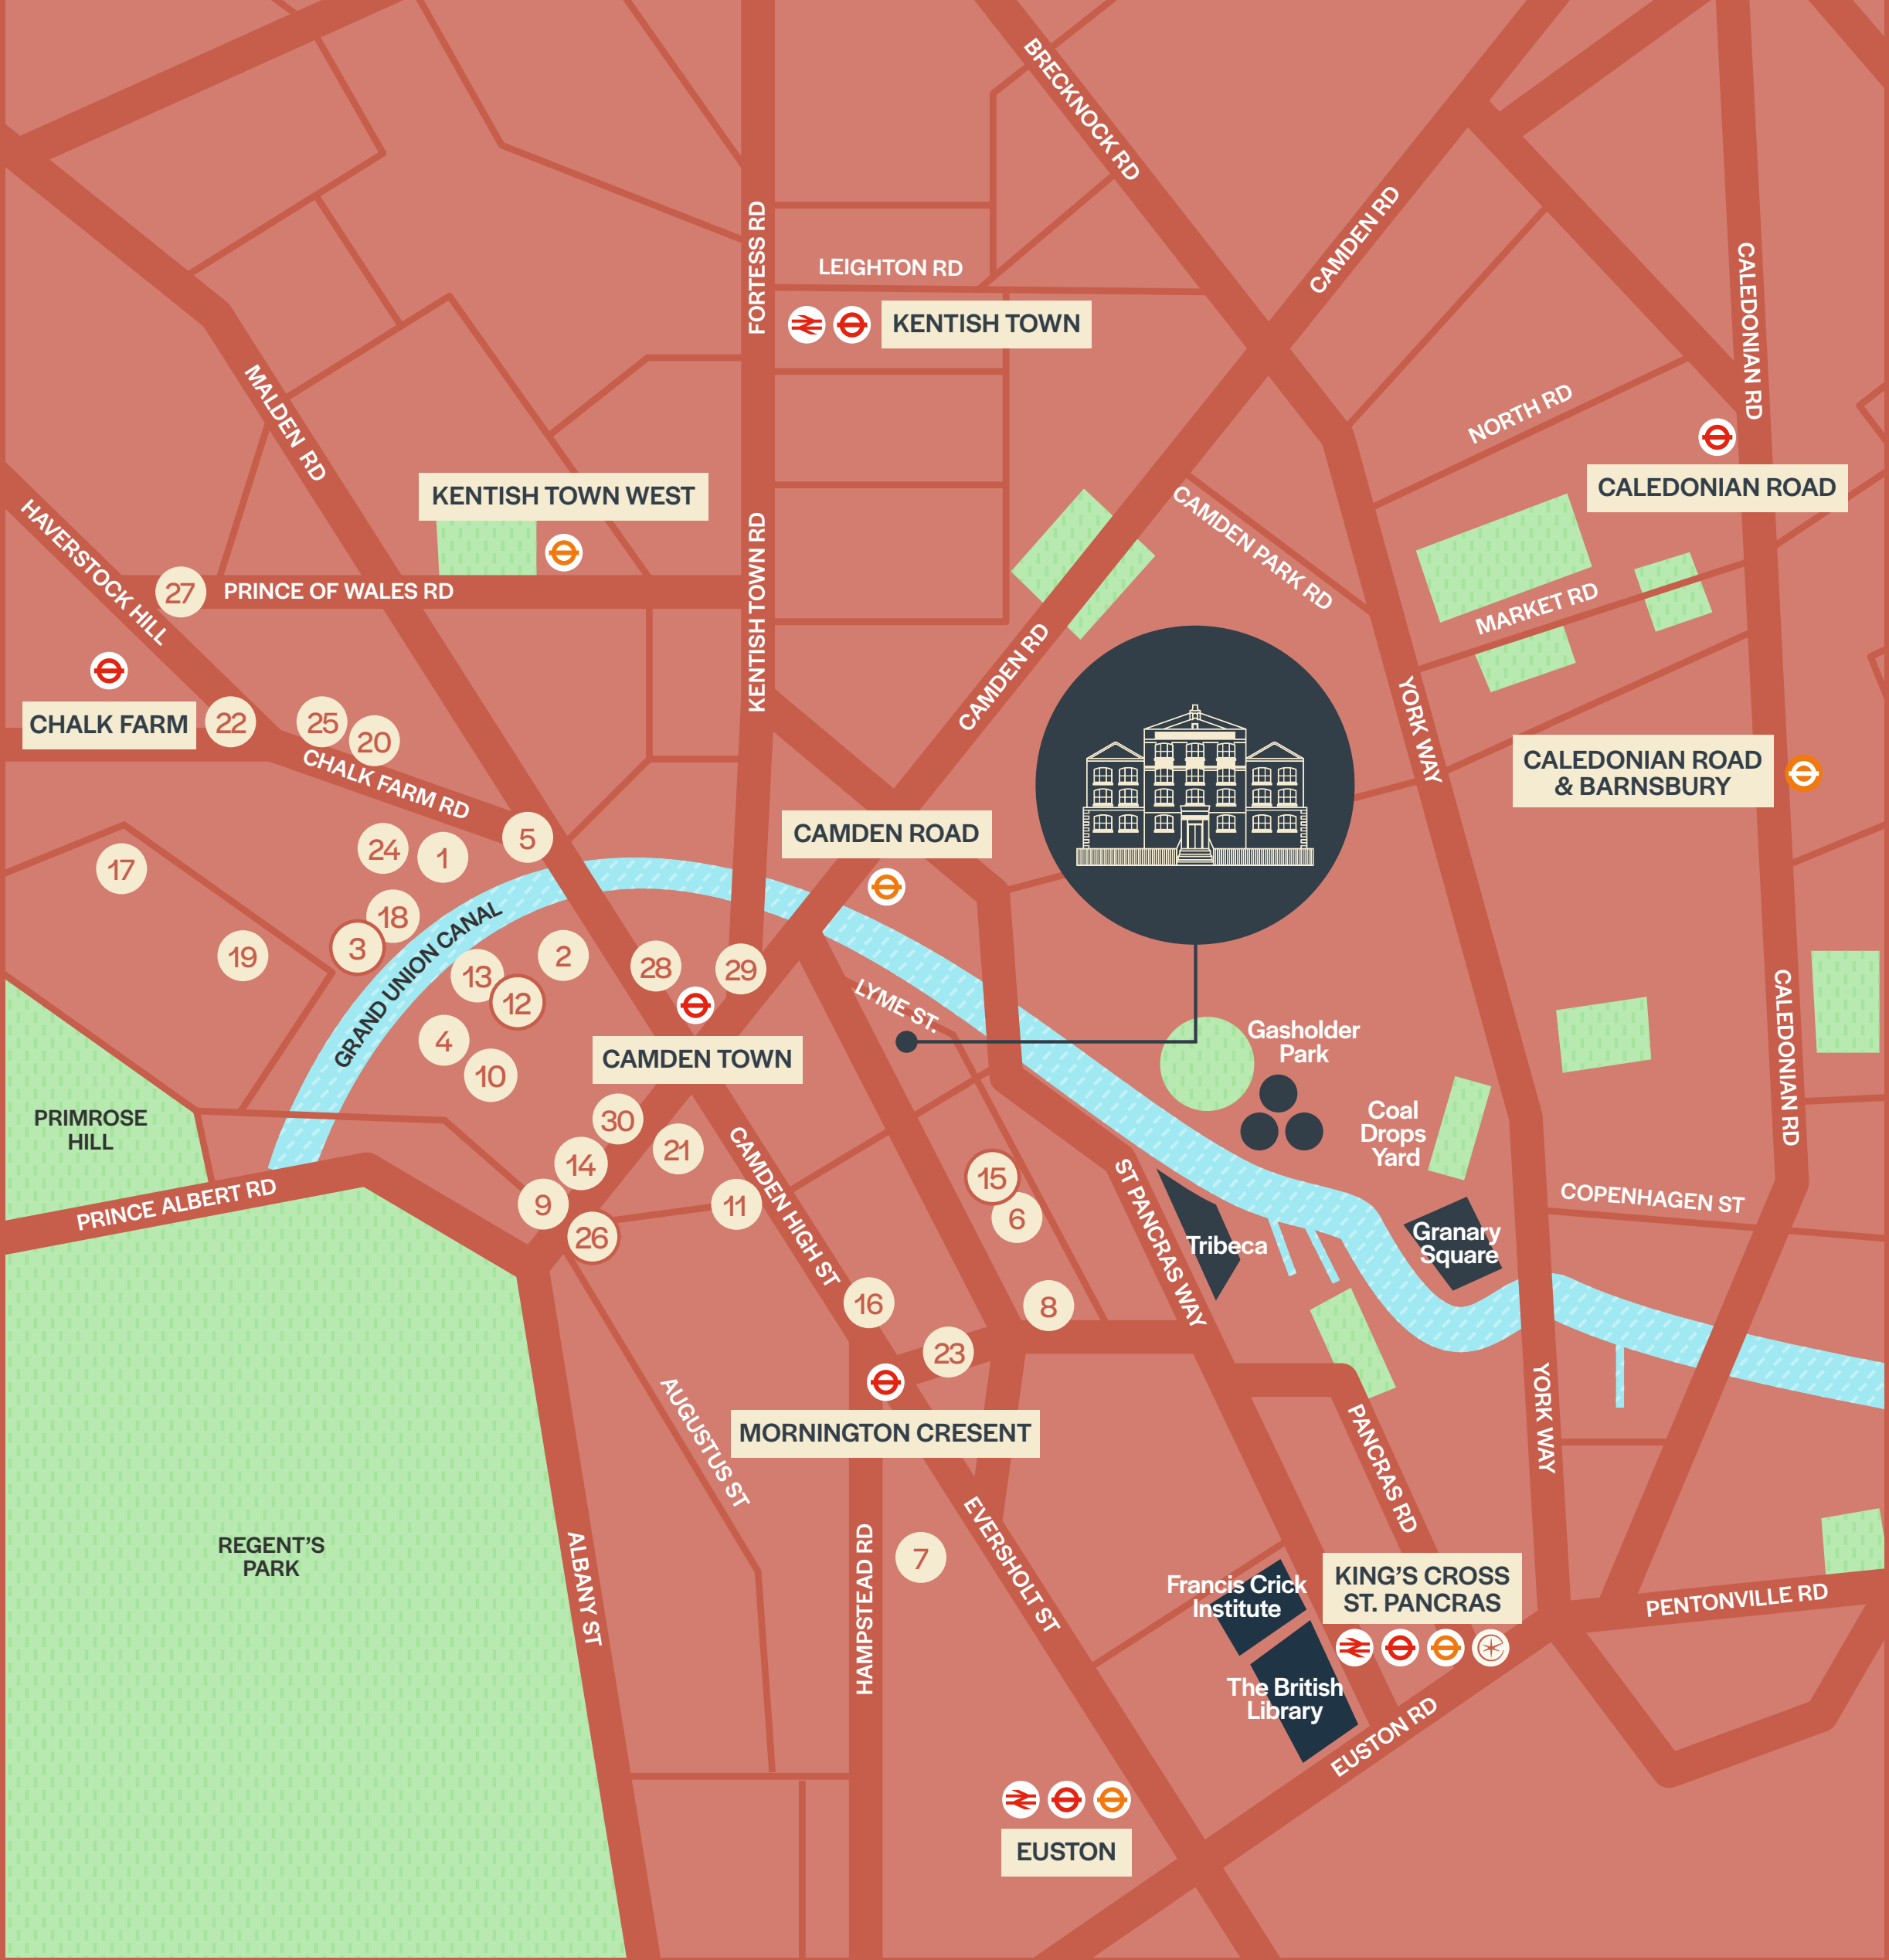 BRECKNOCK RD
CAMDEN RD
FORTESS RD
LEIGHTON RD
KENTISH TOWN
CALEDONIAN RD
MALDEN RD
NORTH RD
CALEDONIAN ROAD
KENTISH TOWN WEST
CAMDEN PARK RD
HAVERSTOCK HILL
27
PRINCE OF WALES RD
KENTISH TOWN RD
MARKET RD
CAMDEN RD
YORK WAY
CHALK FARM
22
25
20
CHALK FARM RD
CALEDONIAN ROAD
& BARNSBURY
CAMDEN ROAD
5
24
1
17
18
3
19
GRAND UNION CANAL
13
2
28
29
12
LYME ST.
4
10
CAMDEN TOWN
Gasholder
Park
CALEDONIAN RD
PRIMROSE
HILL
Coal
Drops
Yard
30
21
14
CAMDEN HIGH ST
15
ST PANCRAS WAY
PRINCE ALBERT RD
9
11
6
COPENHAGEN ST
26
Tribeca
Granary
Square
16
8
23
AUGUSTUS ST
MORNINGTON CRESENT
PANCRAS RD
YORK WAY
REGENT'S
PARK
ALBANY ST
HAMPSTEAD RD
7
EVERSHOLT ST
Francis Crick
Institute
KING'S CROSS
ST. PANCRAS
PENTONVILLE RD
The British
Library
EUSTON RD
EUSTON